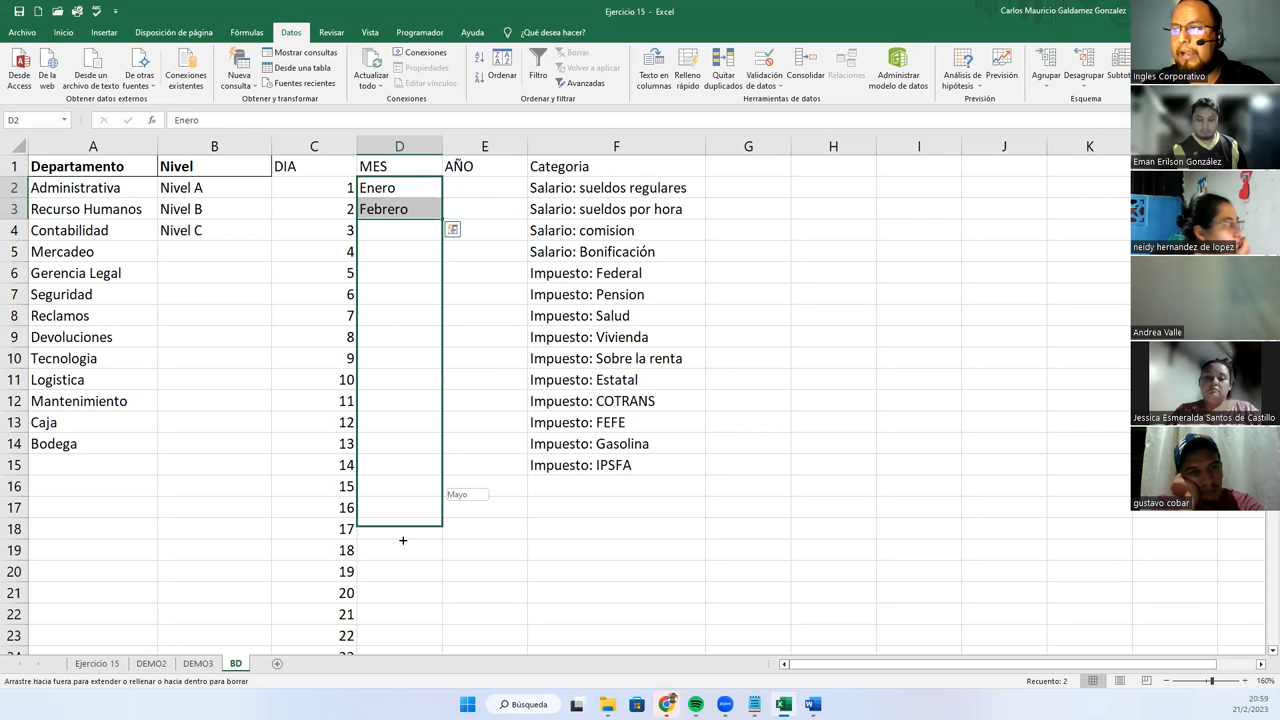 Ejercicio 15 - Excel
Carlos Mauricio Galdamez Gonzalez
Archivo Inicio Insertar Disposición de página Fórmulas Datos Revisar Vista Programador Ayuda ¿Qué desea hacer?
Desde Access
De la web
Desde un archivo de texto
De otras fuentes
Conexiones existentes
Obtener datos externos
Nueva consulta
Mostrar consultas
Desde una tabla
Fuentes recientes
Obtener y transformar
Actualizar todo
Conexiones
Propiedades
Editar vínculos
Conexiones
Ordenar
Filtro
Borrar
Volver a aplicar
Avanzadas
Ordenar y filtrar
Texto en columnas
Relleno rápido
Quitar duplicados
Validación de datos
Consolidar
Relaciones
Administrar modelo de datos
Herramientas de datos
Análisis de hipótesis
Previsión
Previsión
Agrupar
Desagrupar
Subtot
Esquema
D2 fx Enero
A B C D E F G H I J K
1 Departamento Nivel DIA MES AÑO Categoria
2 Administrativa Nivel A 1 Enero Salario: sueldos regulares
3 Recurso Humanos Nivel B 2 Febrero Salario: sueldos por hora
4 Contabilidad Nivel C 3 Salario: comision
5 Mercadeo 4 Salario: Bonificación
6 Gerencia Legal 5 Impuesto: Federal
7 Seguridad 6 Impuesto: Pension
8 Reclamos 7 Impuesto: Salud
9 Devoluciones 8 Impuesto: Vivienda
10 Tecnologia 9 Impuesto: Sobre la renta
11 Logistica 10 Impuesto: Estatal
12 Mantenimiento 11 Impuesto: COTRANS
13 Caja 12 Impuesto: FEFE
14 Bodega 13 Impuesto: Gasolina
15 14 Impuesto: IPSFA
16 15 Mayo
17 16
18 17
19 18
20 19
21 20
22 21
23 22
Ejercicio 15 DEMO2 DEMO3 BD
Arrastre hacia fuera para extender o rellenar o hacia dentro para borrar
Recuento: 2
160%
Búsqueda
20:59
21/2/2023
Ingles Corporativo
Eman Erilson González
neidy hernandez de lopez
Andrea Valle
Jessica Esmeralda Santos de Castillo
gustavo cobar